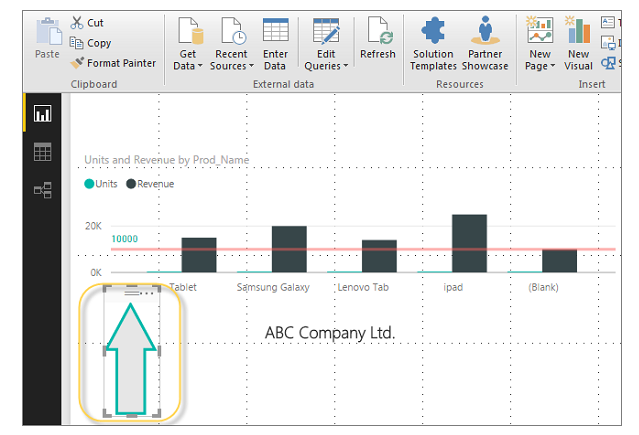 Cut
Copy
Format Painter
Paste
Clipboard
Get Data
Recent Sources
Enter Data
Edit Queries
Refresh
External data
Solution Templates
Partner Showcase
Resources
New Page
New Visual
Insert
Units and Revenue by Prod_Name
Units Revenue
20K
10000
0K
Tablet Samsung Galaxy Lenovo Tab ipad (Blank)
ABC Company Ltd.